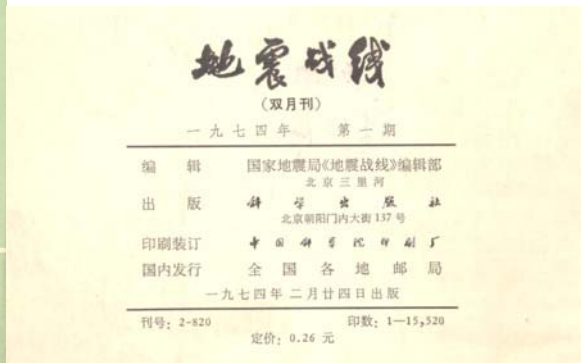 地震战线
(双月刊)
一九七四年 第一期
编辑 国家地震局《地震战线》编辑部
北京三里河
出版 科学出版社
北京朝阳门内大街137号
印刷装订 中国科学院印刷厂
国内发行 全国各地邮局
一九七四年二月廿四日出版
刊号：2-820 印数：1—15,520
定价：0.26 元